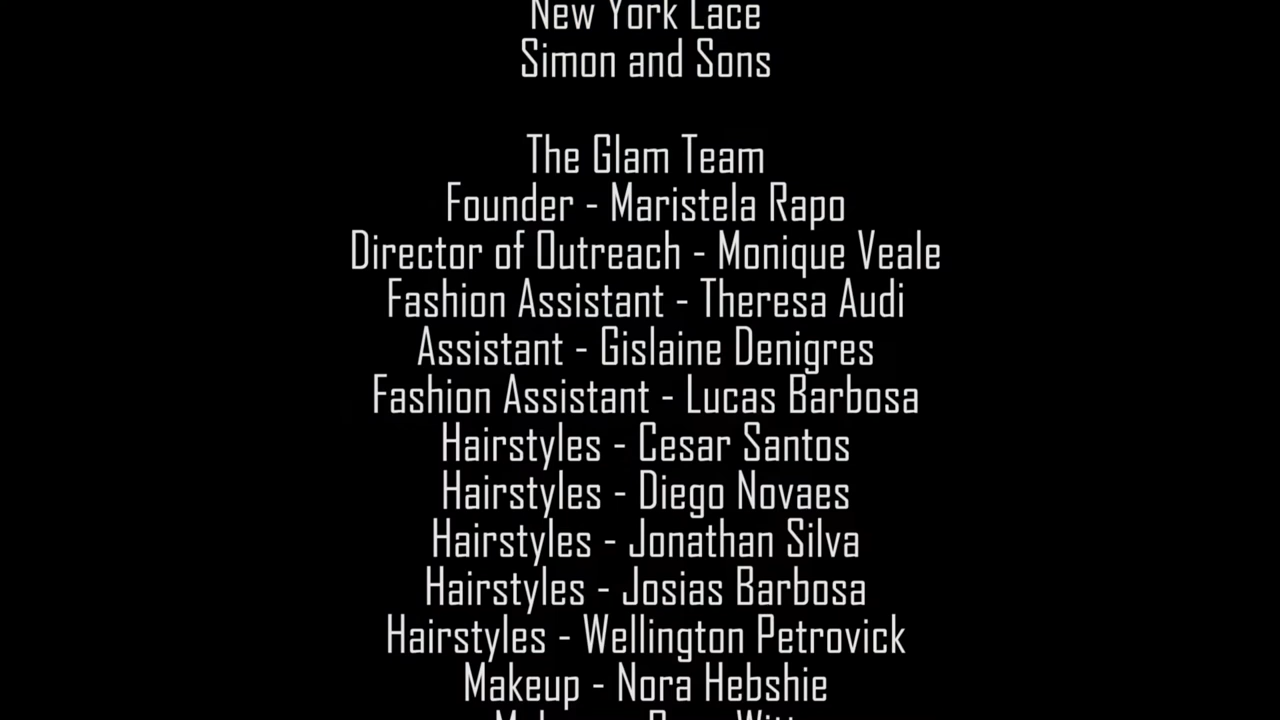 New York Lace
Simon and Sons
The Glam Team
Founder - Maristela Rapo
Director of Outreach - Monique Veale
Fashion Assistant - Theresa Audi
Assistant - Gislaine Denigres
Fashion Assistant - Lucas Barbosa
Hairstyles - Cesar Santos
Hairstyles - Diego Novaes
Hairstyles - Jonathan Silva
Hairstyles - Josias Barbosa
Hairstyles - Wellington Petrovick
Makeup - Nora Hebshie